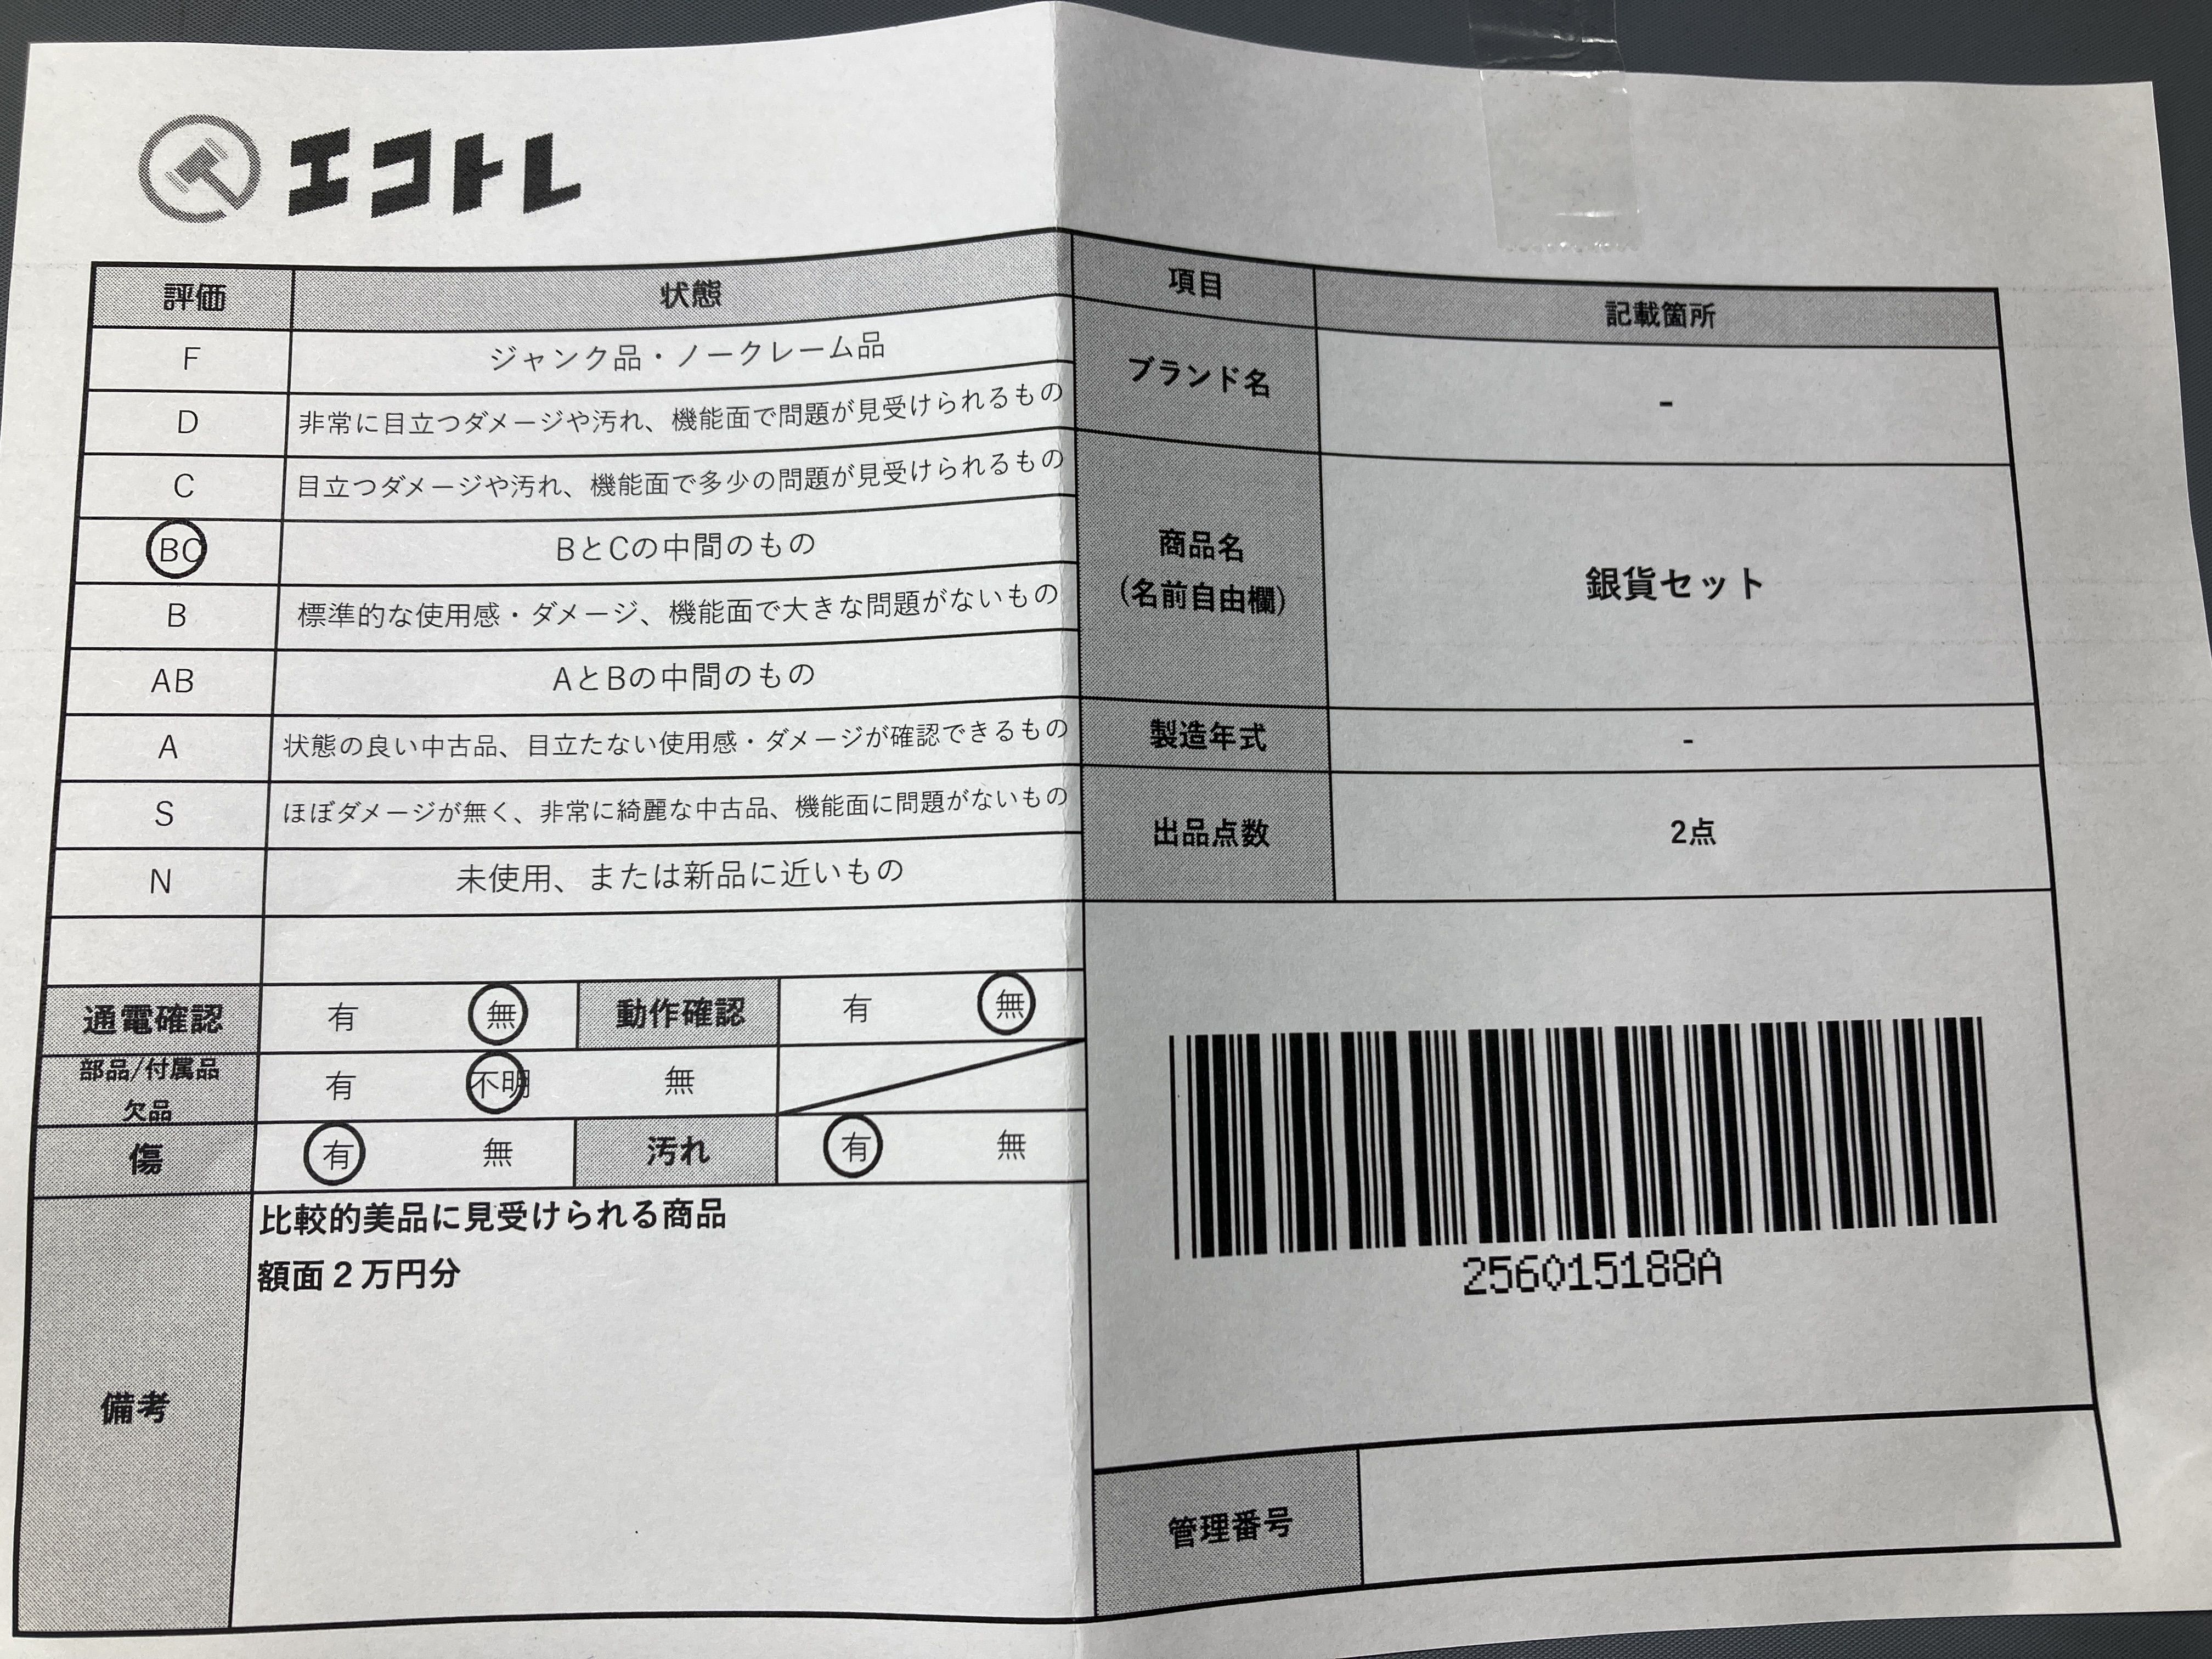 エコトレ
評価 状態
F ジャンク品・ノークレーム品
D 非常に目立つダメージや汚れ、機能面で問題が見受けられるもの
C 目立つダメージや汚れ、機能面で多少の問題が見受けられるもの
BC BとCの中間のもの
B 標準的な使用感・ダメージ、機能面で大きな問題がないもの
AB AとBの中間のもの
A 状態の良い中古品、目立たない使用感・ダメージが確認できるもの
S ほぼダメージが無く、非常に綺麗な中古品、機能面に問題がないもの
N 未使用、または新品に近いもの
通電確認 有 無 動作確認 有 無
部品/付属品
欠品 有 不明 無
傷 有 無 汚れ 有 無
備考
比較的美品に見受けられる商品
額面２万円分
項目 記載箇所
ブランド名 -
商品名
(名前自由欄)
銀貨セット
製造年式 -
出品点数 2点
256015188A
管理番号